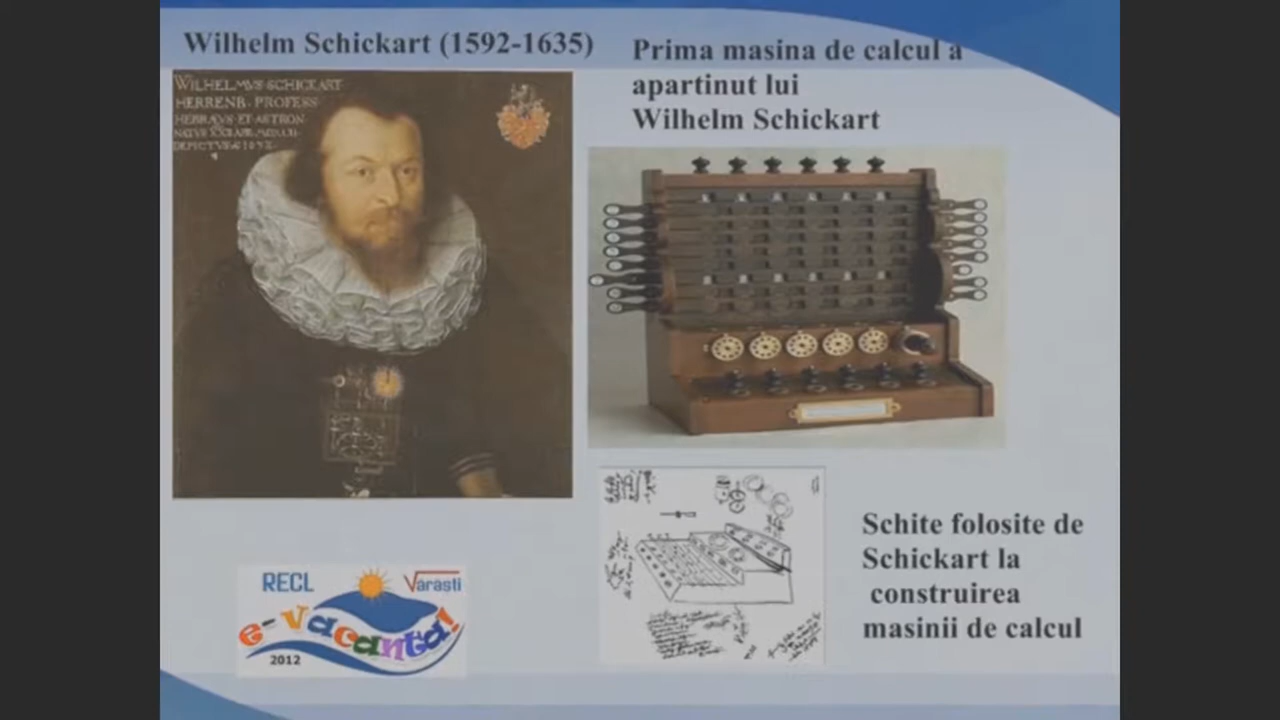 Wilhelm Schickart (1592-1635)
Prima masina de calcul a
apartinut lui
Wilhelm Schickart
WILHELMVS SCHICKART
HERRENB. PROFESS
HEBRAVS ET ASTRON
DEPICTVS
Schite folosite de
Schickart la
construirea
masinii de calcul
RECL Varasti
e-Vacanta!
2012